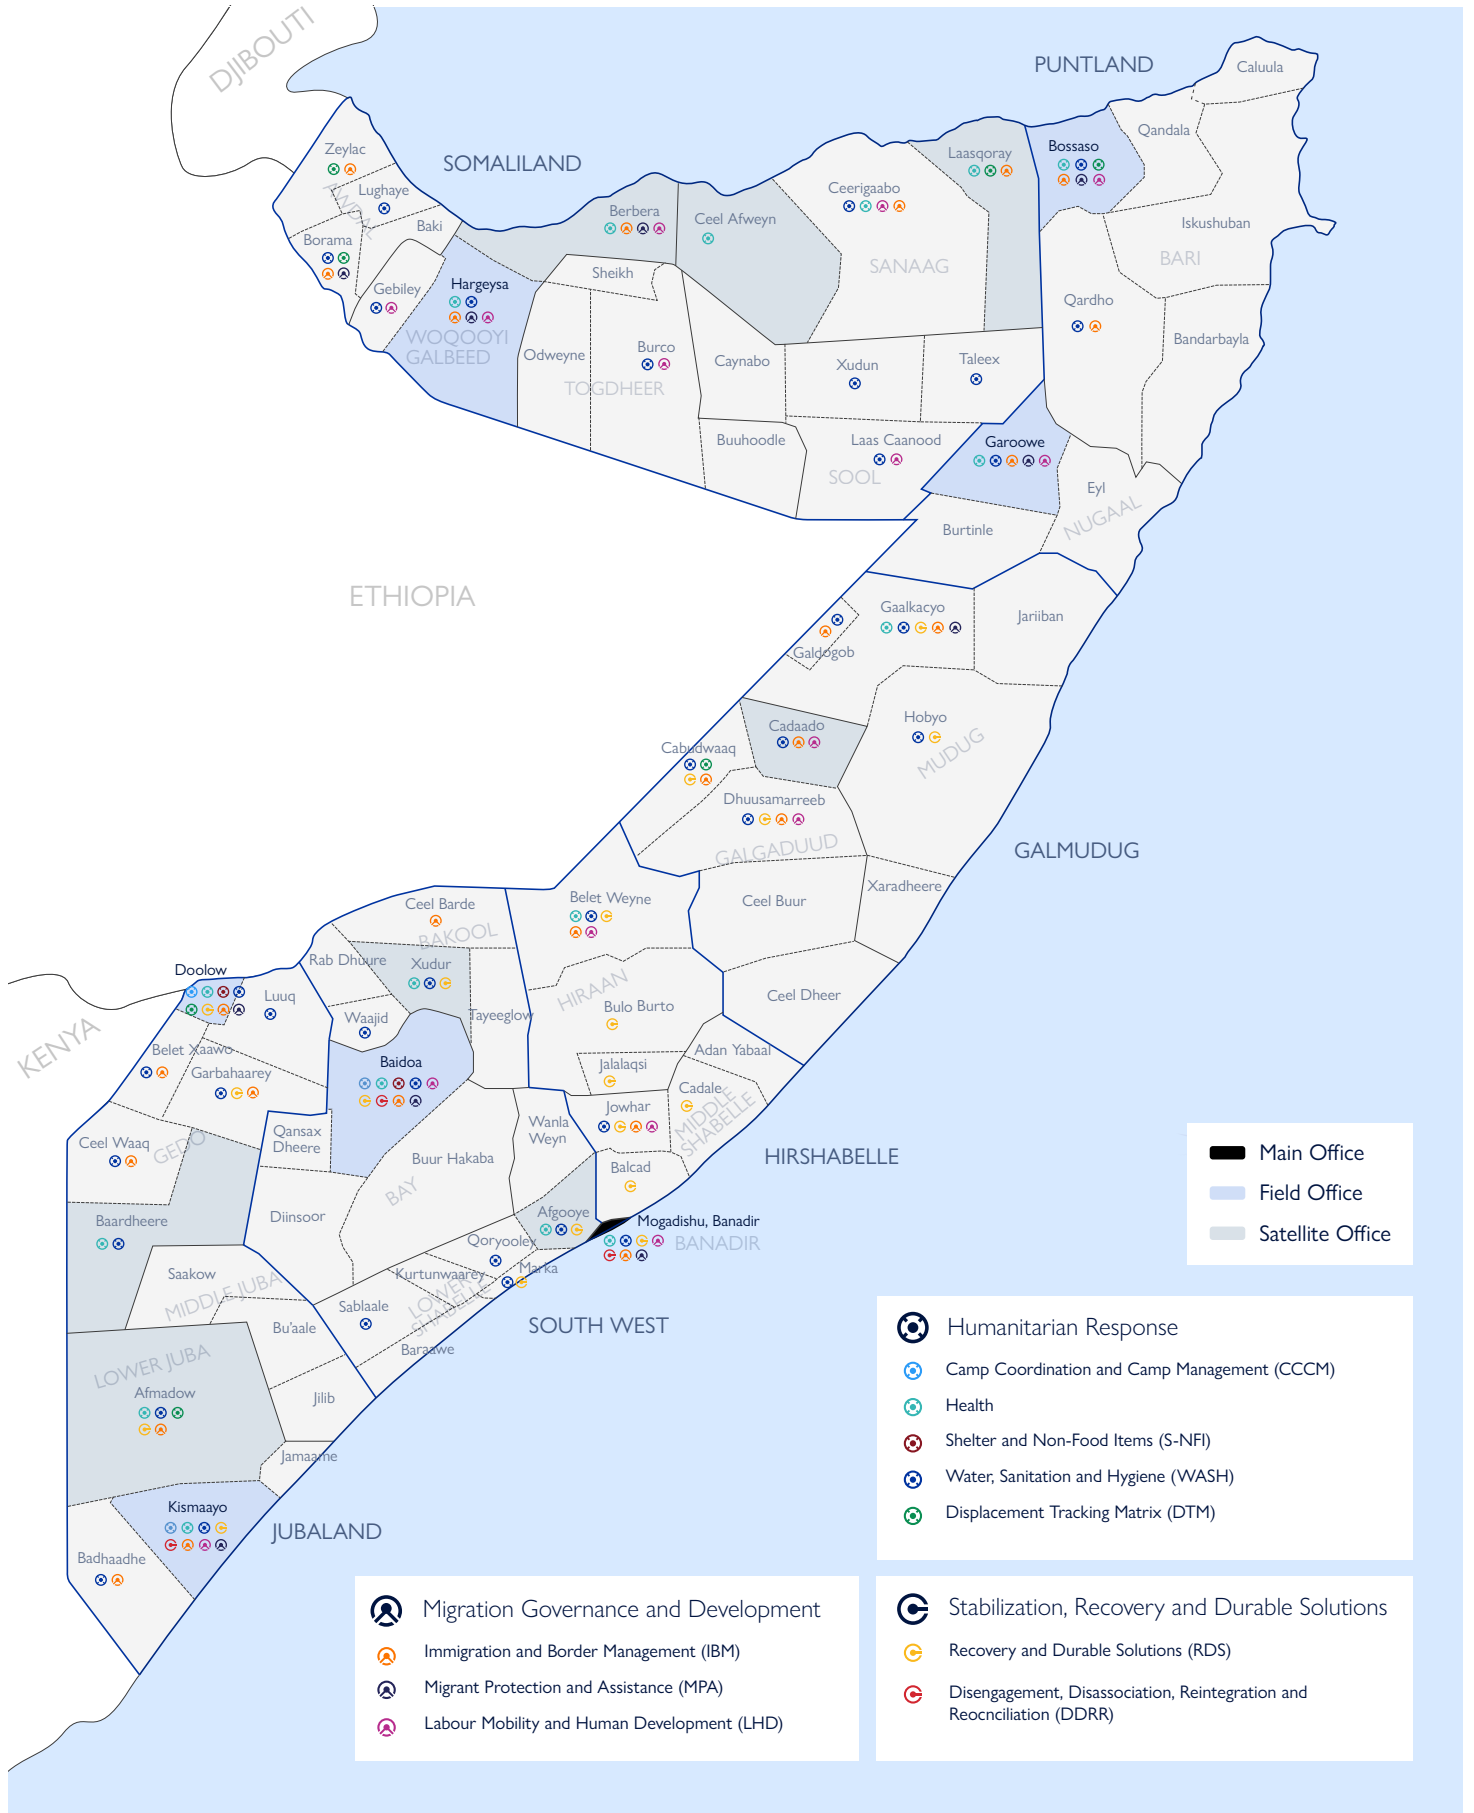 DJIBOUTI
PUNTLAND
Caluula
Qandala
Bossaso
Zeylac
SOMALILAND
Laasqoray
AWDAL
Lughaye
Ceerigaabo
Berbera
Ceel Afweyn
Baki
Iskushuban
Borama
BARI
SANAAG
Sheikh
Hargeysa
Gebiley
Qardho
WOQOOYI
GALBEED
Bandarbayla
Odweyne
Burco
Caynabo
Xudun
Taleex
TOGDHEER
Buuhoodle
Laas Caanood
Garoowe
SOOL
Eyl
NUGAAL
Burtinle
ETHIOPIA
Gaalkacyo
Jariiban
Galdogob
Hobyo
Cadaado
MUDUG
Cabudwaaq
Dhuusamarreeb
GALGADUUD
GALMUDUG
Xaradheere
Belet Weyne
Ceel Buur
Ceel Barde
BAKOOL
Rab Dhuure
Xudur
Doolow
HIRAAN
Luuq
Ceel Dheer
Bulo Burto
Waajid
Tayeeglow
KENYA
Belet Xaawo
Adan Yabaal
Baidoa
Jalalaqsi
Garbahaarey
Cadale
MIDDLE
SHABELLE
Jowhar
Wanla
Weyn
Qansax
Dheere
Ceel Waaq
GEDO
Buur Hakaba
HIRSHABELLE
Balcad
BAY
Baardheere
Diinsoor
Afgooye
Mogadishu, Banadir
BANADIR
Qoryooley
Marka
Kurtunwaarey
Saakow
MIDDLE JUBA
LOWER
SHABELLE
Sablaale
Bu'aale
SOUTH WEST
Baraawe
LOWER JUBA
Afmadow
Jilib
Jamaame
Kismaayo
JUBALAND
Badhaadhe
Main Office
Field Office
Satellite Office
Humanitarian Response
Camp Coordination and Camp Management (CCCM)
Health
Shelter and Non-Food Items (S-NFI)
Water, Sanitation and Hygiene (WASH)
Displacement Tracking Matrix (DTM)
Migration Governance and Development
Immigration and Border Management (IBM)
Migrant Protection and Assistance (MPA)
Labour Mobility and Human Development (LHD)
Stabilization, Recovery and Durable Solutions
Recovery and Durable Solutions (RDS)
Disengagement, Disassociation, Reintegration and
Reocnciliation (DDRR)